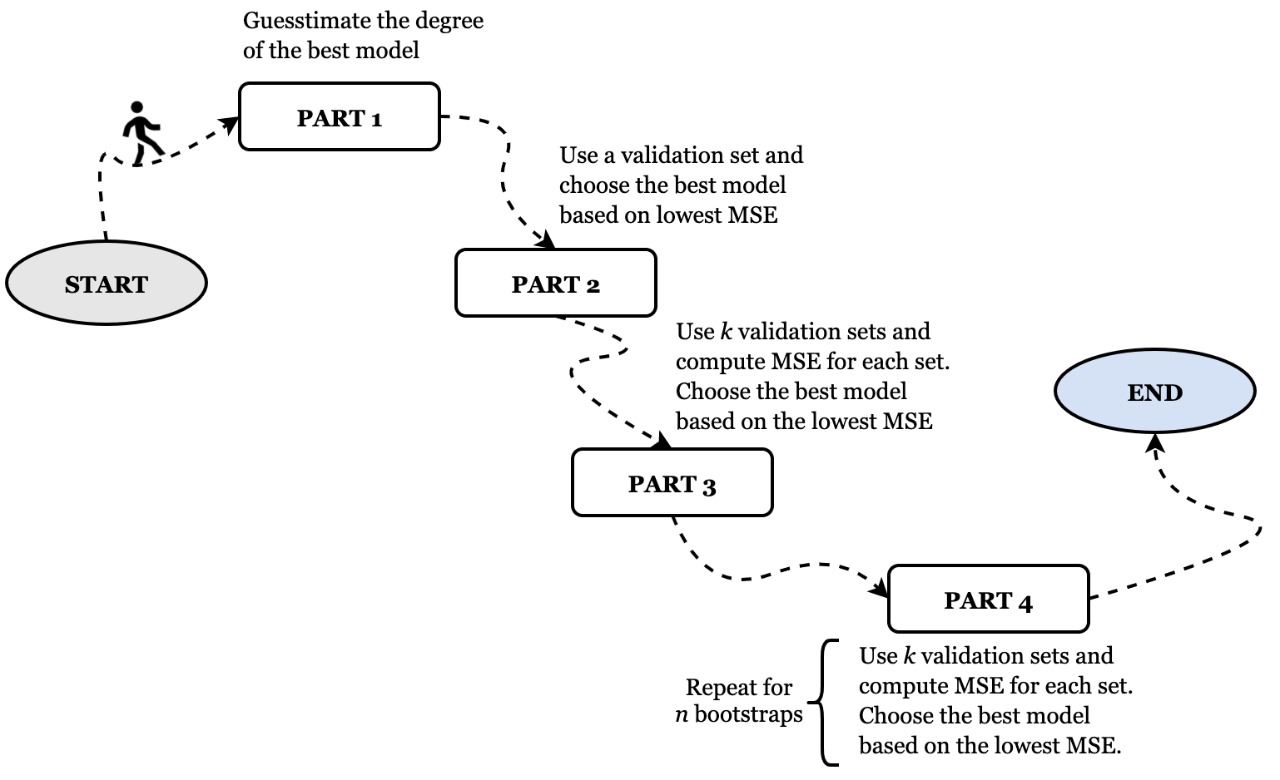 Guesstimate the degree
of the best model
PART 1
Use a validation set and
choose the best model
based on lowest MSE
START
PART 2
Use k validation sets and
compute MSE for each set.
Choose the best model
based on the lowest MSE
END
PART 3
PART 4
Repeat for
n bootstraps
Use k validation sets and
compute MSE for each set.
Choose the best model
based on the lowest MSE.